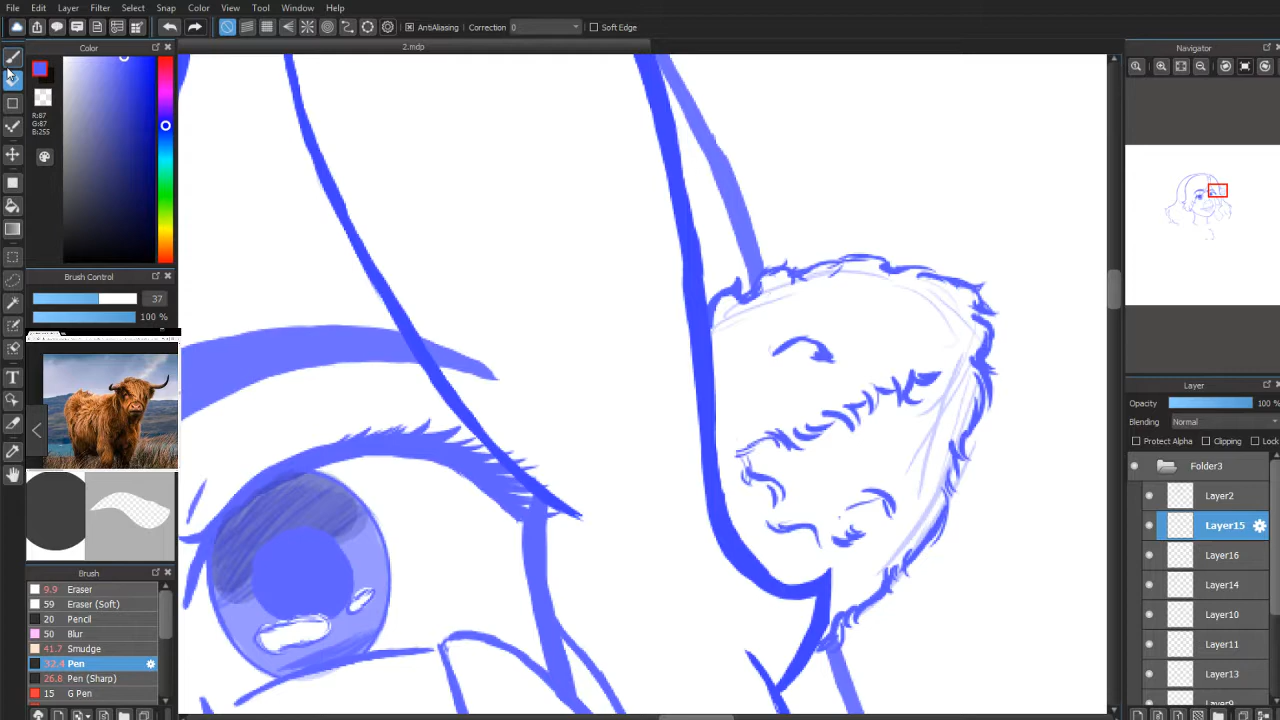 File Edit Layer Filter Select Snap Color View Tool Window Help
AntiAliasing Correction 0 Soft Edge
2.mdp
Color
R:87
G:87
B:255
Brush Control
37
100 %
Brush
9.9 Eraser
59 Eraser (Soft)
20 Pencil
50 Blur
41.7 Smudge
32.4 Pen
26.8 Pen (Sharp)
15 G Pen
Navigator
Layer
Opacity 100 %
Blending Normal
Protect Alpha Clipping Lock
Folder3
Layer2
Layer15
Layer16
Layer14
Layer10
Layer11
Layer13
Layer9